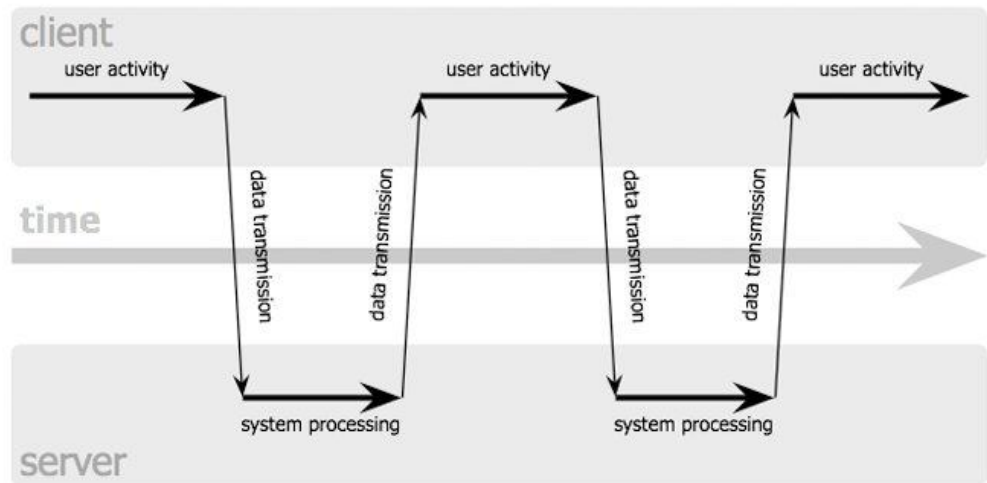 client
user activity
user activity
user activity
data transmission
data transmission
data transmission
data transmission
time
system processing
system processing
server